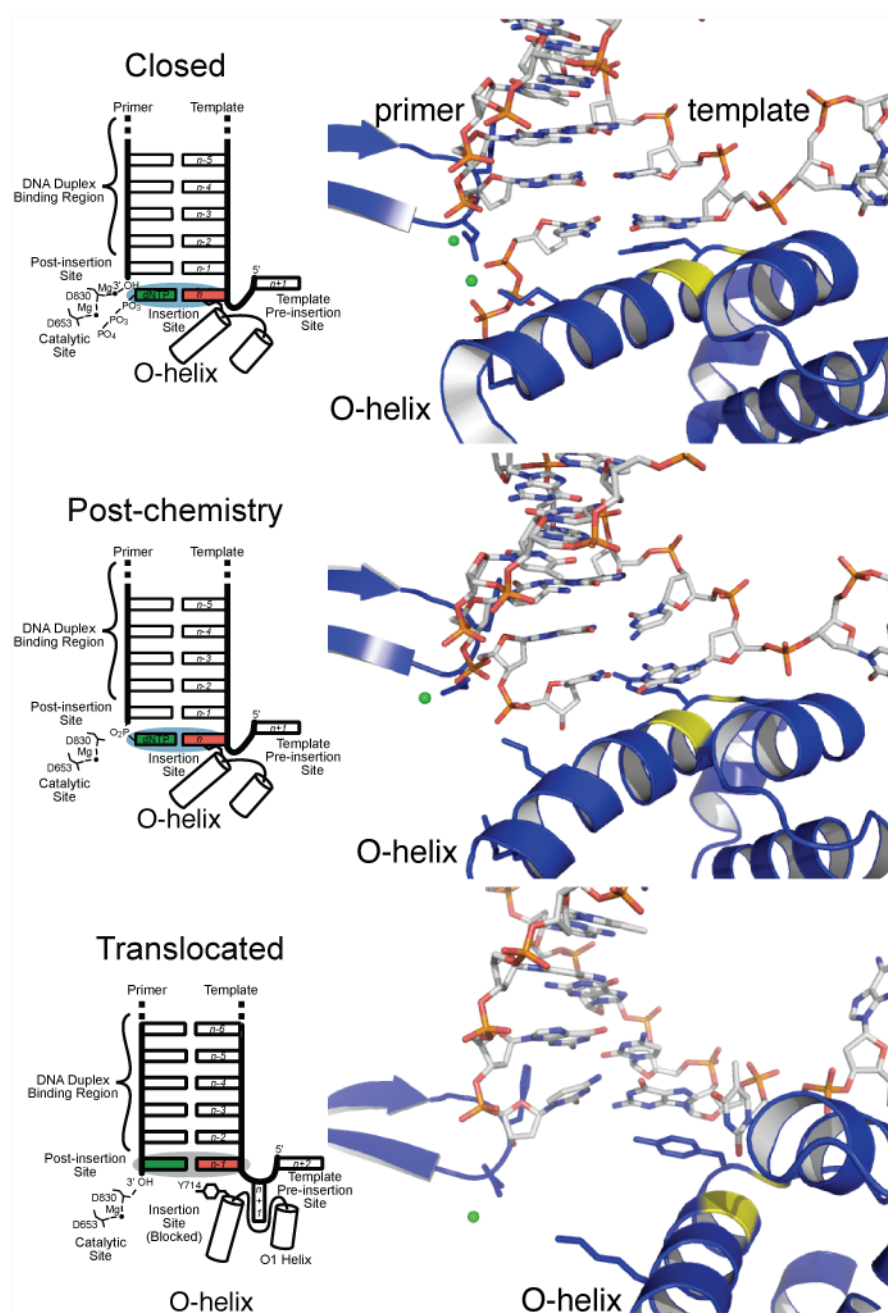 Closed
Primer Template
n-5
DNA Duplex
Binding Region
n-4
n-3
n-2
Post-insertion
Site
n-1
5'
Mg 3' OH
D830
Mg
dNTP
n
n+1
PO3
PO3
PO4
D653
Catalytic
Site
Insertion
Site
Template
Pre-insertion
Site
O-helix
primer template
O-helix
Post-chemistry
Primer Template
n-5
DNA Duplex
Binding Region
n-4
n-3
n-2
Post-insertion
Site
n-1
5'
O2P
D830
Mg
dNTP
n
n+1
D653
Catalytic
Site
Insertion
Site
Template
Pre-insertion
Site
O-helix
O-helix
Translocated
Primer Template
n-6
n-5
DNA Duplex
Binding Region
n-4
n-3
n-2
Post-insertion
Site
n-1
5'
n+2
3' OH
Y714
n+1
D830
Mg
D653
Catalytic
Site
Insertion
Site
(Blocked)
Template
Pre-insertion
Site
O1 Helix
O-helix
O-helix